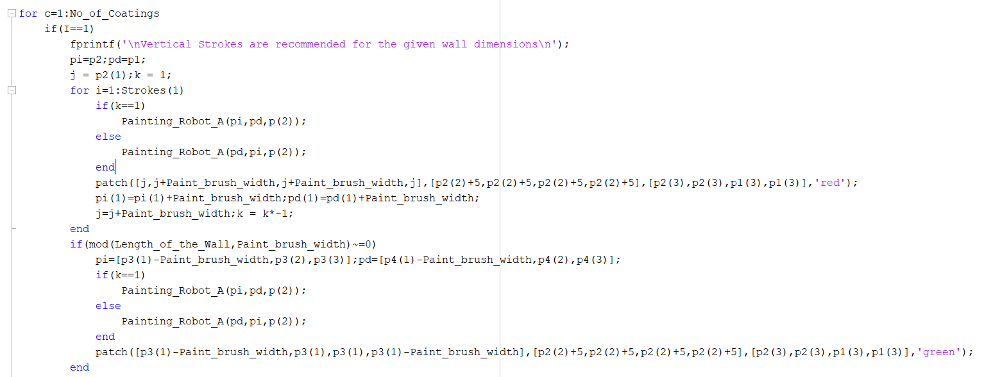 for c=1:No_of_Coatings
    if(I==1)
        fprintf('\nVertical Strokes are recommended for the given wall dimensions\n');
        pi=p2;pd=p1;
        j = p2(1);k = 1;
        for i=1:Strokes(1)
            if(k==1)
                Painting_Robot_A(pi,pd,p(2));
            else
                Painting_Robot_A(pd,pi,p(2));
            end
            patch([j,j+Paint_brush_width,j+Paint_brush_width,j],[p2(2)+5,p2(2)+5,p2(2)+5,p2(2)+5],[p2(3),p2(3),p1(3),p1(3)],'red');
            pi(1)=pi(1)+Paint_brush_width;pd(1)=pd(1)+Paint_brush_width;
            j=j+Paint_brush_width;k = k*-1;
        end
        if(mod(Length_of_the_Wall,Paint_brush_width)~=0)
            pi=[p3(1)-Paint_brush_width,p3(2),p3(3)];pd=[p4(1)-Paint_brush_width,p4(2),p4(3)];
            if(k==1)
                Painting_Robot_A(pi,pd,p(2));
            else
                Painting_Robot_A(pd,pi,p(2));
            end
            patch([p3(1)-Paint_brush_width,p3(1),p3(1),p3(1)-Paint_brush_width],[p2(2)+5,p2(2)+5,p2(2)+5,p2(2)+5],[p2(3),p2(3),p1(3),p1(3)],'green');
        end